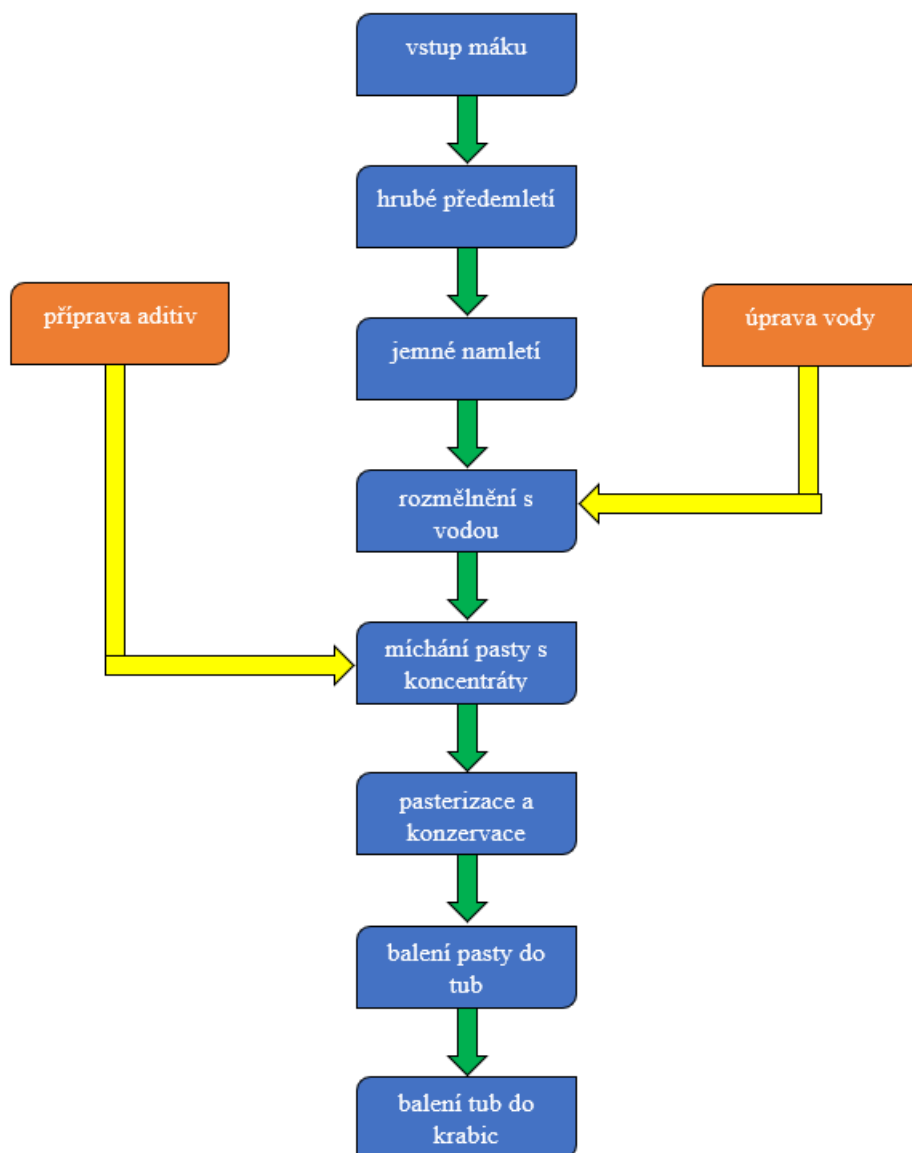 vstup máku
hrubé předemletí
příprava aditiv
úprava vody
jemné namletí
rozmělnění s
vodou
míchání pasty s
koncentráty
pasterizace a
konzervace
balení pasty do
tub
balení tub do
krabic